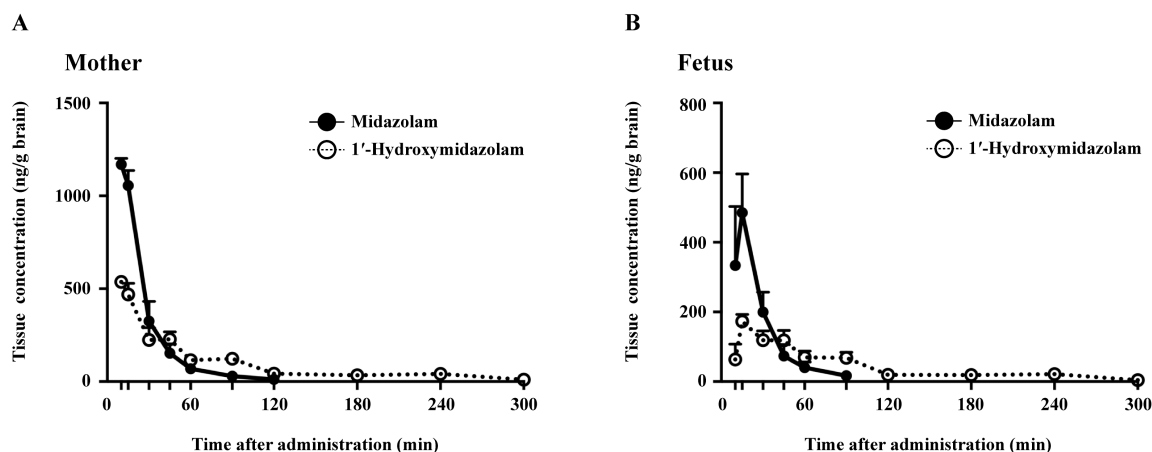 A
Mother
Tissue concentration (ng/g brain)
1500
1000
500
0
Midazolam
1′-Hydroxymidazolam
0 60 120 180 240 300
Time after administration (min)
B
Fetus
Tissue concentration (ng/g brain)
800
600
400
200
0
Midazolam
1′-Hydroxymidazolam
0 60 120 180 240 300
Time after administration (min)